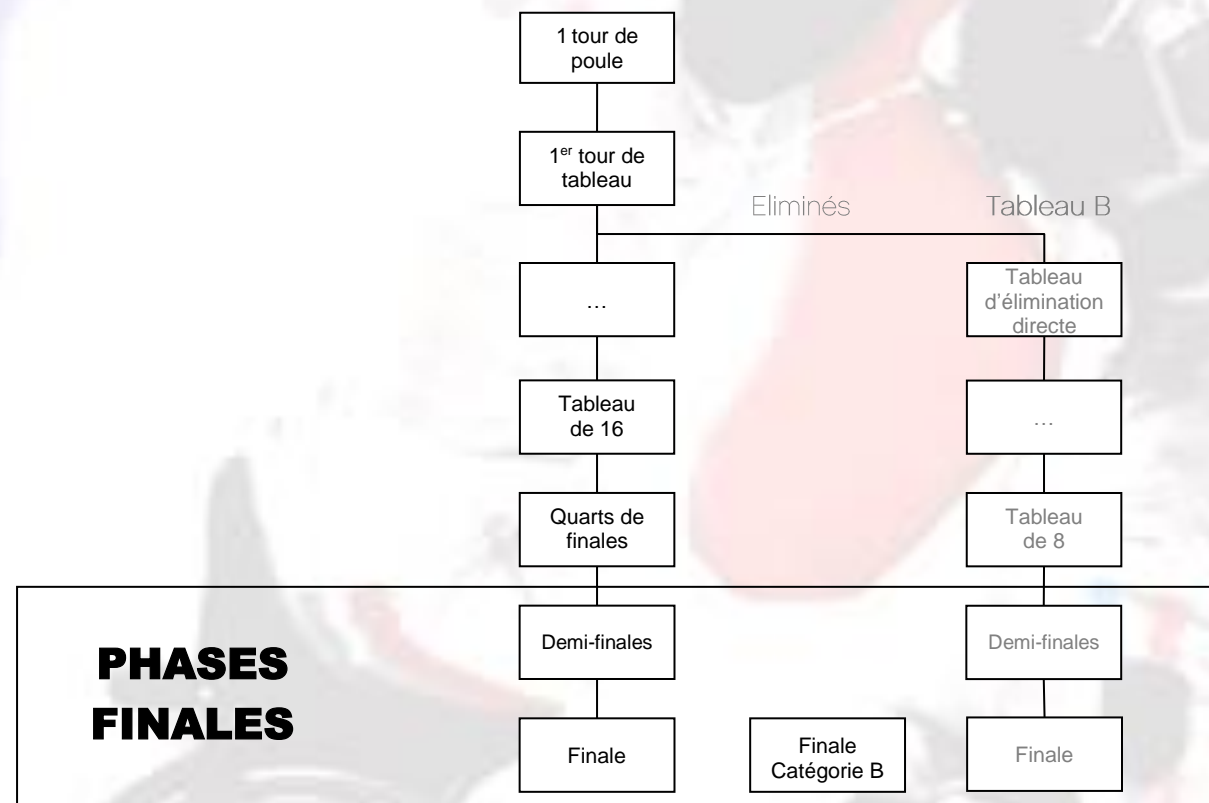 1 tour de
poule
1er tour de
tableau
Eliminés
Tableau B
…
Tableau
d’élimination
directe
Tableau
de 16
…
Quarts de
finales
Tableau
de 8
PHASES
FINALES
Demi-finales
Demi-finales
Finale
Finale
Catégorie B
Finale